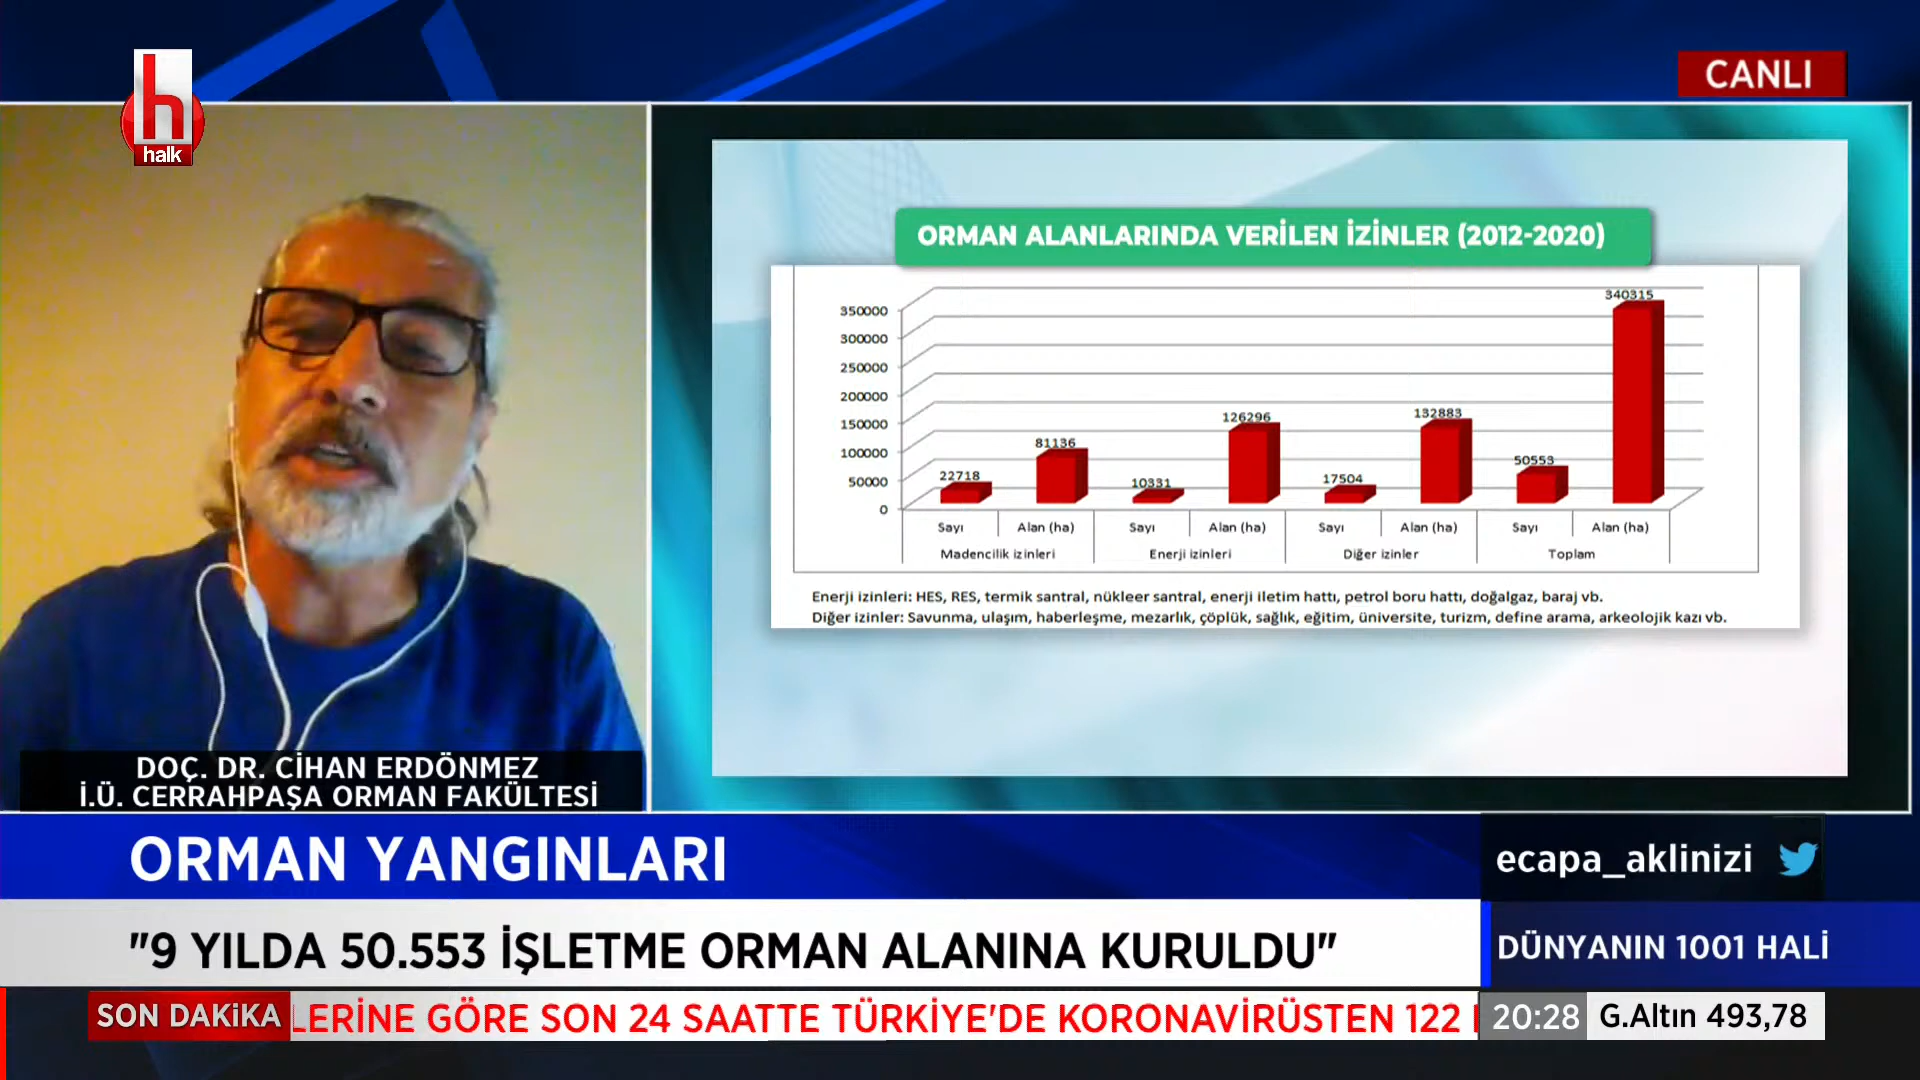 h
halk
CANLI
ORMAN ALANLARINDA VERİLEN İZİNLER (2012-2020)
350000
300000
250000
200000
150000
100000
50000
0
22718
81136
10331
126296
17504
132883
50553
340315
Sayı Alan (ha) Sayı Alan (ha) Sayı Alan (ha) Sayı Alan (ha)
Madencilik izinleri Enerji izinleri Diğer izinler Toplam
Enerji izinleri: HES, RES, termik santral, nükleer santral, enerji iletim hattı, petrol boru hattı, doğalgaz, baraj vb.
Diğer izinler: Savunma, ulaşım, haberleşme, mezarlık, çöplük, sağlık, eğitim, üniversite, turizm, define arama, arkeolojik kazı vb.
DOÇ. DR. CİHAN ERDÖNMEZ
İ.Ü. CERRAHPAŞA ORMAN FAKÜLTESİ
ORMAN YANGINLARI
ecapa_aklinizi
"9 YILDA 50.553 İŞLETME ORMAN ALANINA KURULDU"
DÜNYANIN 1001 HALİ
SON DAKİKA LERİNE GÖRE SON 24 SAATTE TÜRKİYE'DE KORONAVİRÜSTEN 122
20:28 G.Altın 493,78